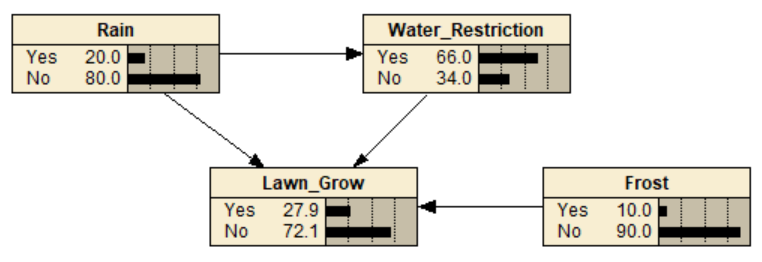 Rain
Yes 20.0
No 80.0
Water_Restriction
Yes 66.0
No 34.0
Lawn_Grow
Yes 27.9
No 72.1
Frost
Yes 10.0
No 90.0